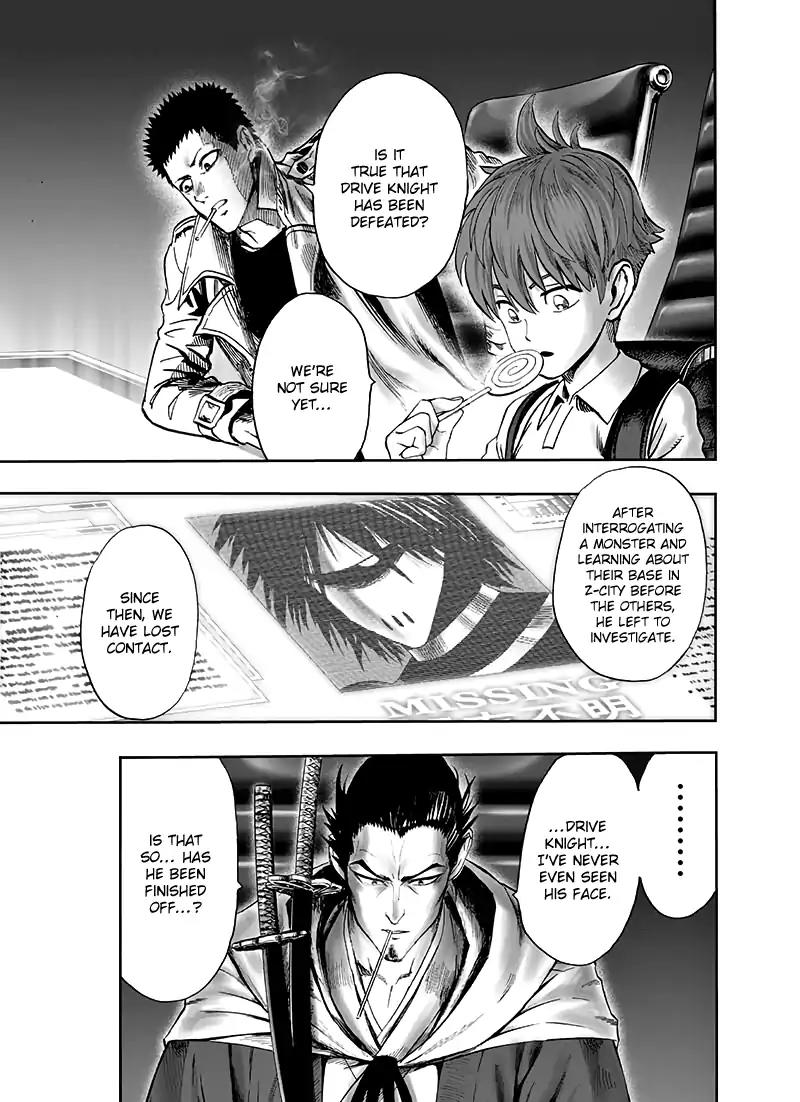 IS IT
TRUE THAT
DRIVE KNIGHT
HAS BEEN
DEFEATED?
WE'RE
NOT SURE
YET...
AFTER
INTERROGATING
A MONSTER AND
LEARNING ABOUT
THEIR BASE IN
Z-CITY BEFORE
THE OTHERS,
HE LEFT TO
INVESTIGATE.
SINCE
THEN, WE
HAVE LOST
CONTACT.
MISSING
........
...DRIVE
KNIGHT...
I'VE NEVER
EVEN SEEN
HIS FACE.
IS THAT
SO... HAS
HE BEEN
FINISHED
OFF...?